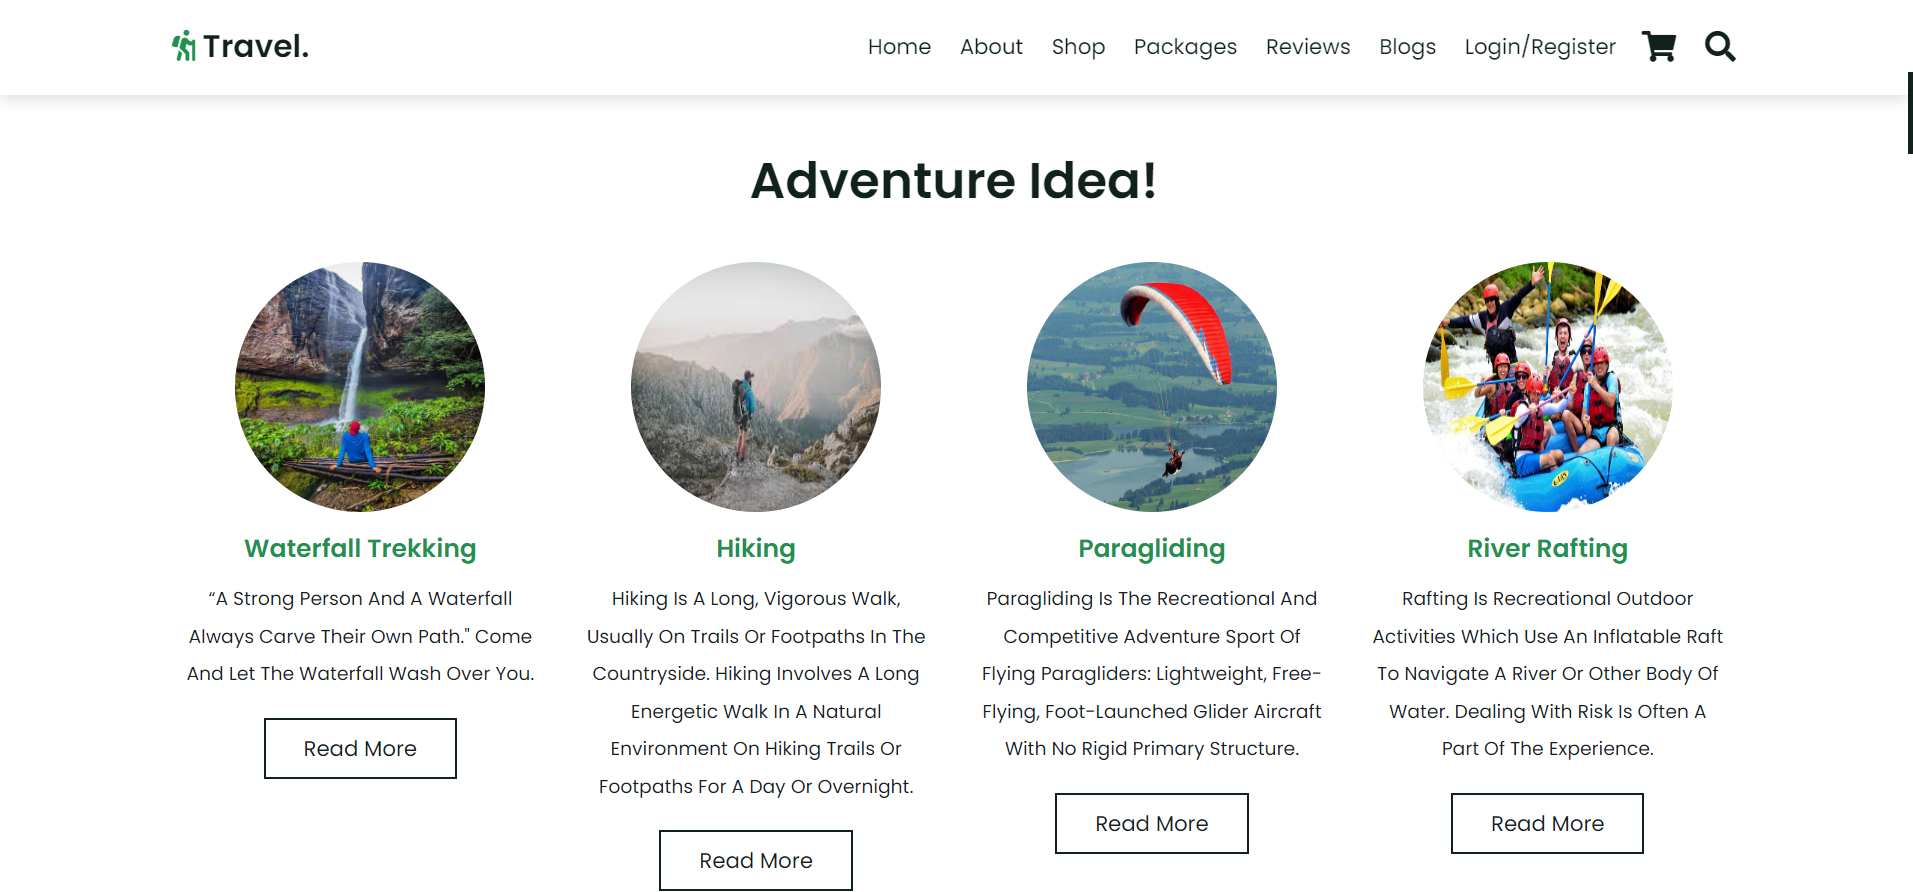 Travel.
Home About Shop Packages Reviews Blogs Login/Register
Adventure Idea!
Waterfall Trekking
“A Strong Person And A Waterfall
Always Carve Their Own Path." Come
And Let The Waterfall Wash Over You.
Read More
Hiking
Hiking Is A Long, Vigorous Walk,
Usually On Trails Or Footpaths In The
Countryside. Hiking Involves A Long
Energetic Walk In A Natural
Environment On Hiking Trails Or
Footpaths For A Day Or Overnight.
Read More
Paragliding
Paragliding Is The Recreational And
Competitive Adventure Sport Of
Flying Paragliders: Lightweight, Free-
Flying, Foot-Launched Glider Aircraft
With No Rigid Primary Structure.
Read More
River Rafting
Rafting Is Recreational Outdoor
Activities Which Use An Inflatable Raft
To Navigate A River Or Other Body Of
Water. Dealing With Risk Is Often A
Part Of The Experience.
Read More